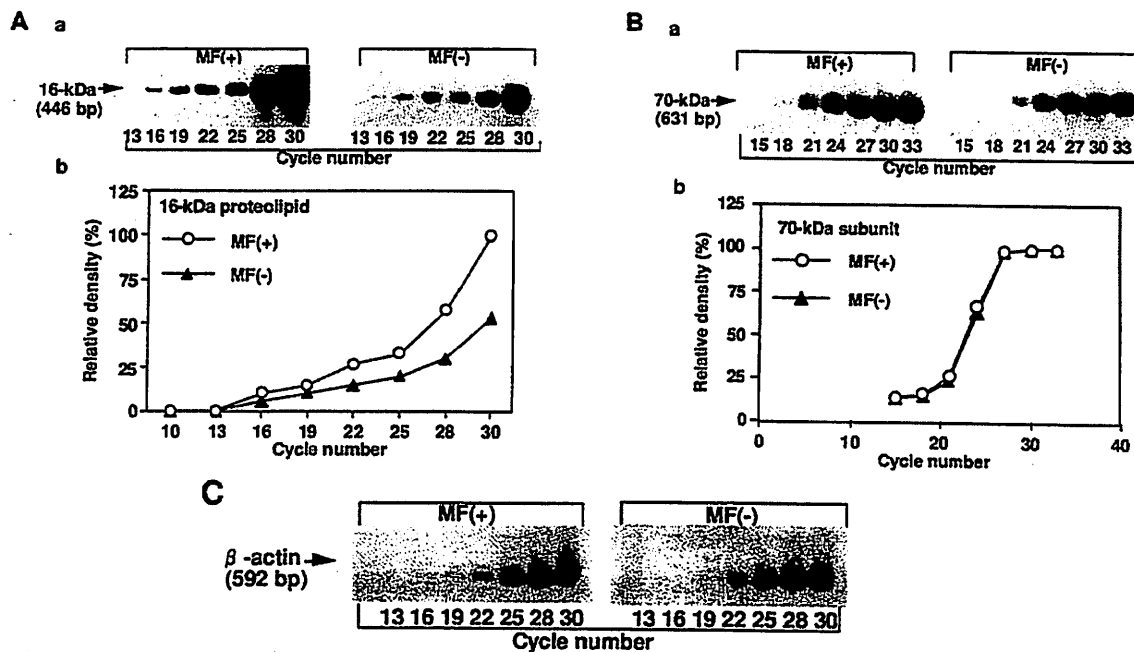 A
a
MF(+)
MF(-)
16-kDa
(446 bp)
13 16 19 22 25 28 30
13 16 19 22 25 28 30
Cycle number
b
125
100
75
50
25
0
Relative density (%)
16-kDa proteolipid
MF(+)
MF(-)
10 13 16 19 22 25 28 30
Cycle number
B
a
MF(+)
MF(-)
70-kDa
(631 bp)
15 18 21 24 27 30 33
15 18 21 24 27 30 33
Cycle number
b
125
100
75
50
25
0
Relative density (%)
70-kDa subunit
MF(+)
MF(-)
0 10 20 30 40
Cycle number
C
MF(+)
MF(-)
β-actin
(592 bp)
13 16 19 22 25 28 30
13 16 19 22 25 28 30
Cycle number